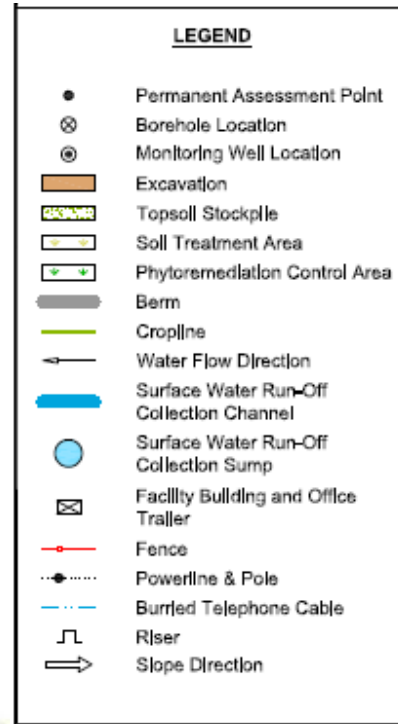 LEGEND
Permanent Assessment Point
Borehole Location
Monitoring Well Location
Excavation
Topsoil Stockpile
Soil Treatment Area
Phytoremediation Control Area
Berm
Cropline
Water Flow Direction
Surface Water Run-Off
Collection Channel
Surface Water Run-Off
Collection Sump
Facility Building and Office
Trailer
Fence
Powerline & Pole
Burried Telephone Cable
Riser
Slope Direction